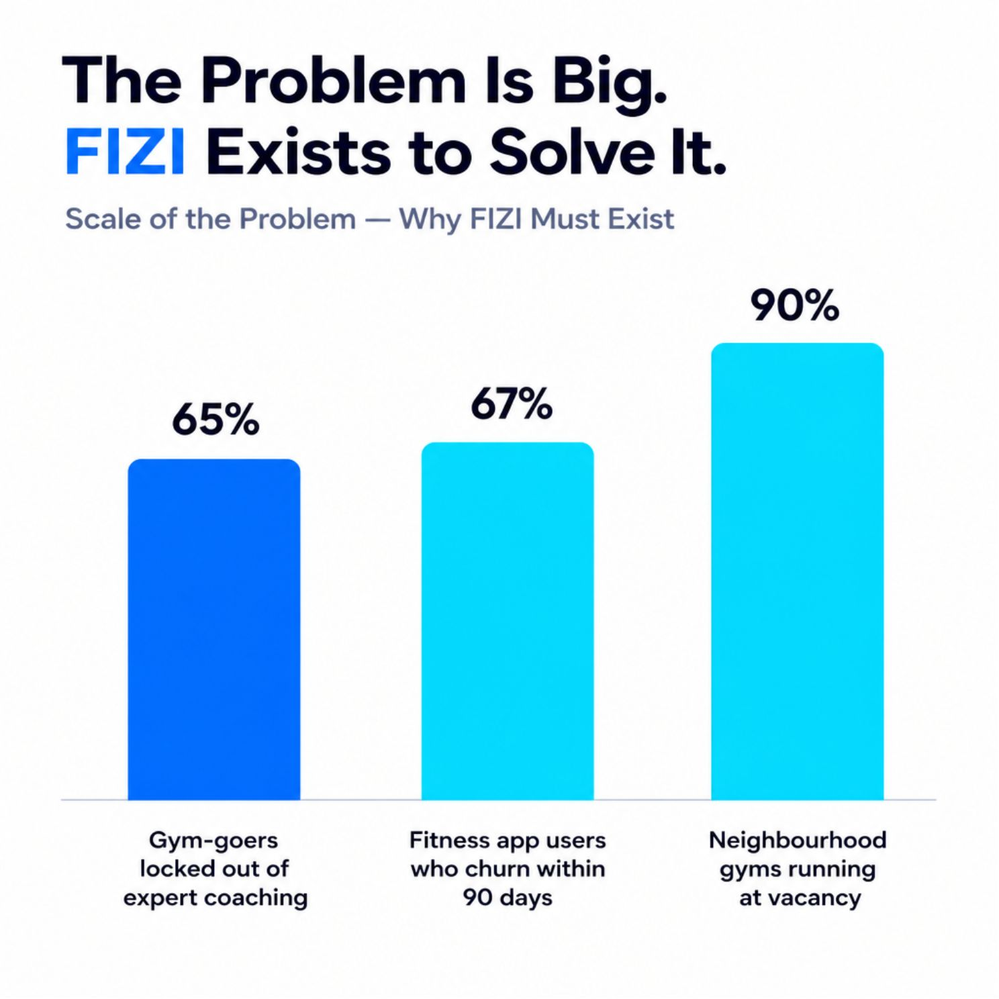 The Problem Is Big.
FIZI Exists to Solve It.
Scale of the Problem — Why FIZI Must Exist
65%
67%
90%
Gym-goers
locked out of
expert coaching
Fitness app users
who churn within
90 days
Neighbourhood
gyms running
at vacancy